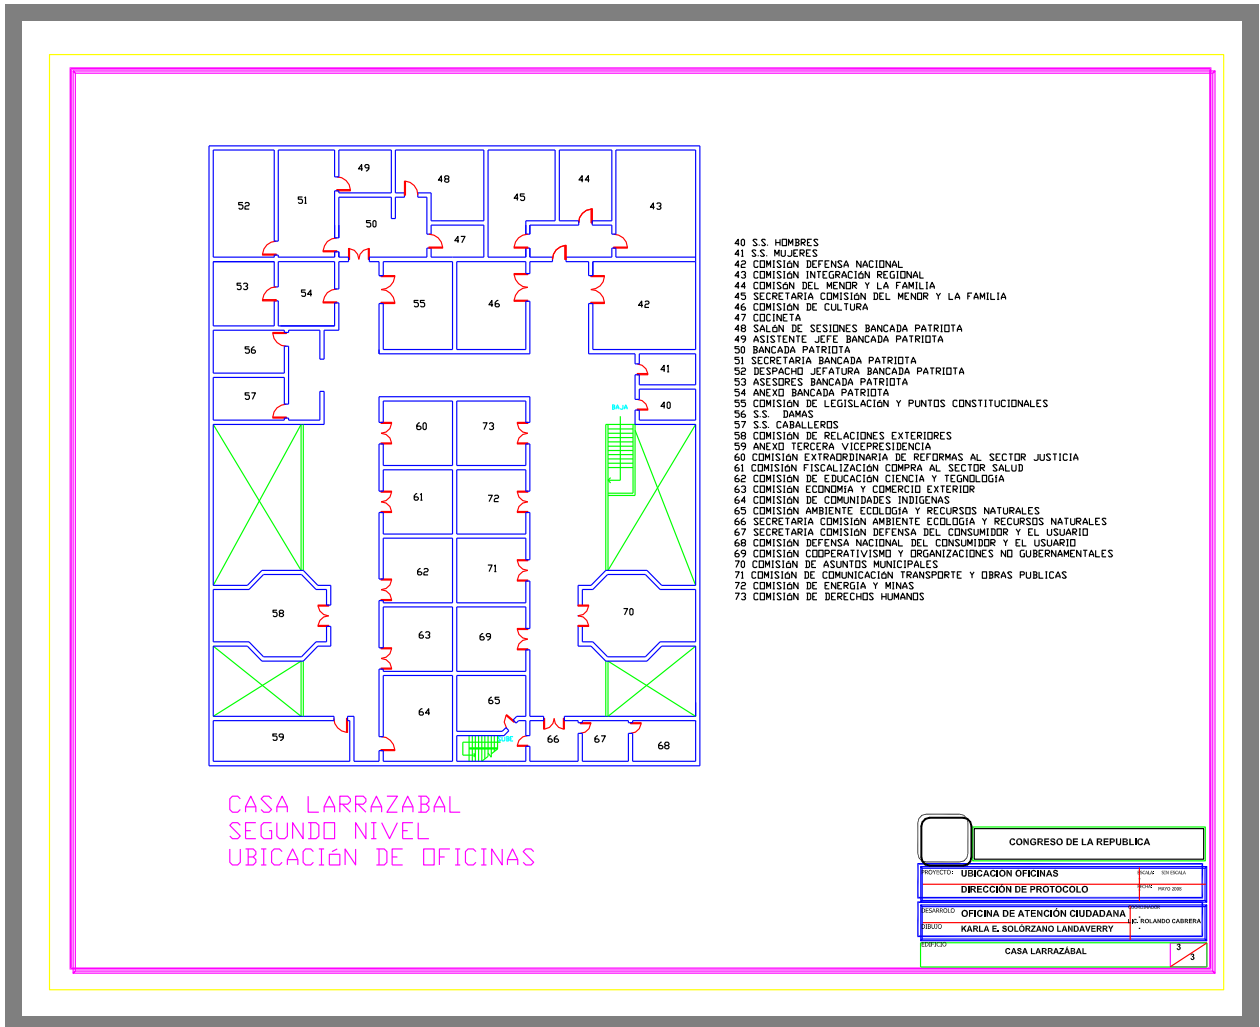 49
48
44
52
51
45
43
50
47
53
54
55
46
42
56
41
57
40
BAJA
60
73
61
72
62
71
58
70
63
69
65
64
59
66
67
68
40 S.S. HOMBRES
41 S.S. MUJERES
42 COMISIóN DEFENSA NACIONAL
43 COMISIóN INTEGRACIóN REGIONAL
44 COMISóN DEL MENOR Y LA FAMILIA
45 SECRETARIA COMISIóN DEL MENOR Y LA FAMILIA
46 COMISIóN DE CULTURA
47 COCINETA
48 SALóN DE SESIONES BANCADA PATRIOTA
49 ASISTENTE JEFE BANCADA PATRIOTA
50 BANCADA PATRIOTA
51 SECRETARIA BANCADA PATRIOTA
52 DESPACHO JEFATURA BANCADA PATRIOTA
53 ASESORES BANCADA PATRIOTA
54 ANEXO BANCADA PATRIOTA
55 COMISIóN DE LEGISLACIóN Y PUNTOS CONSTITUCIONALES
56 S.S. DAMAS
57 S.S. CABALLEROS
58 COMISIóN DE RELACIONES EXTERIORES
59 ANEXO TERCERA VICEPRESIDENCIA
60 COMISIóN EXTRAORDINARIA DE REFORMAS AL SECTOR JUSTICIA
61 COMISIóN FISCALIZACIóN COMPRA AL SECTOR SALUD
62 COMISIóN DE EDUCACIóN CIENCIA Y TEGNOLOGíA
63 COMISIóN ECONOMíA Y COMERCIO EXTERIOR
64 COMISIóN DE COMUNIDADES INDIGENAS
65 COMISIóN AMBIENTE ECOLOGíA Y RECURSOS NATURALES
66 SECRETARIA COMISIóN AMBIENTE ECOLOGíA Y RECURSOS NATURALES
67 SECRETARIA COMISIóN DEFENSA DEL CONSUMIDOR Y EL USUARIO
68 COMISIóN DEFENSA NACIONAL DEL CONSUMIDOR Y EL USUARIO
69 COMISIóN COOPERATIVISMO Y ORGANIZACIONES NO GUBERNAMENTALES
70 COMISIóN DE ASUNTOS MUNICIPALES
71 COMISIóN DE COMUNICACIóN TRANSPORTE Y OBRAS PUBLICAS
72 COMISIóN DE ENERGíA Y MINAS
73 COMISIóN DE DERECHOS HUMANOS
CASA LARRAZABAL
SEGUNDO NIVEL
UBICACIóN DE OFICINAS
CONGRESO DE LA REPUBLICA
PROYECTO: UBICACION OFICINAS
ESCALA: SIN ESCALA
DIRECCIÓN DE PROTOCOLO
FECHA: MAYO 2008
DESARROLLO OFICINA DE ATENCIÓN CIUDADANA
LIC. ROLANDO CABRERA
DIBUJO KARLA E. SOLÓRZANO LANDAVERRY
EDIFICIO CASA LARRAZÁBAL
3
3